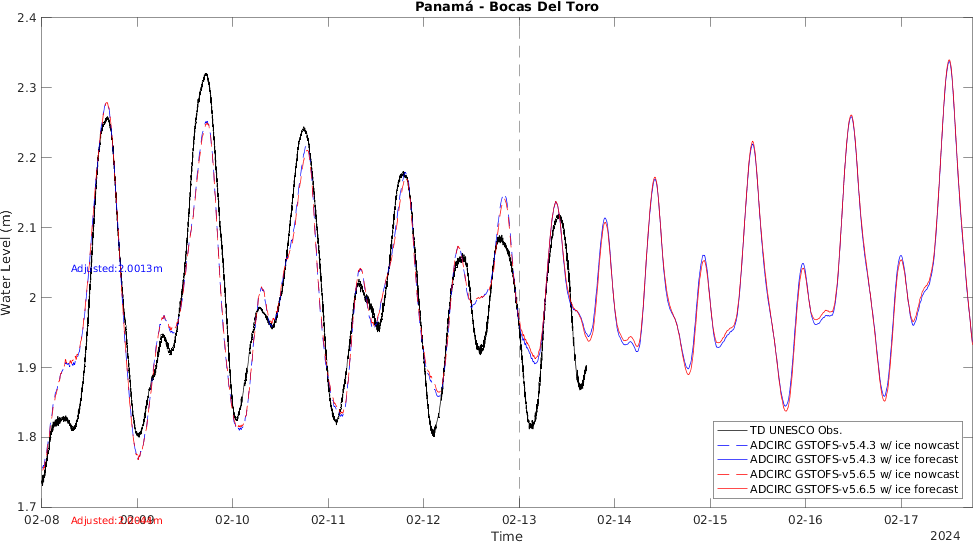 Panamá - Bocas Del Toro
2.4
2.3
2.2
2.1
2
1.9
1.8
1.7
Water Level (m)
Adjusted:2.0013m
TD UNESCO Obs.
ADCIRC GSTOFS-v5.4.3 w/ ice nowcast
ADCIRC GSTOFS-v5.4.3 w/ ice forecast
ADCIRC GSTOFS-v5.6.5 w/ ice nowcast
ADCIRC GSTOFS-v5.6.5 w/ ice forecast
02-08 02-09 02-10 02-11 02-12 02-13 02-14 02-15 02-16 02-17
Adjusted:
Time
2024